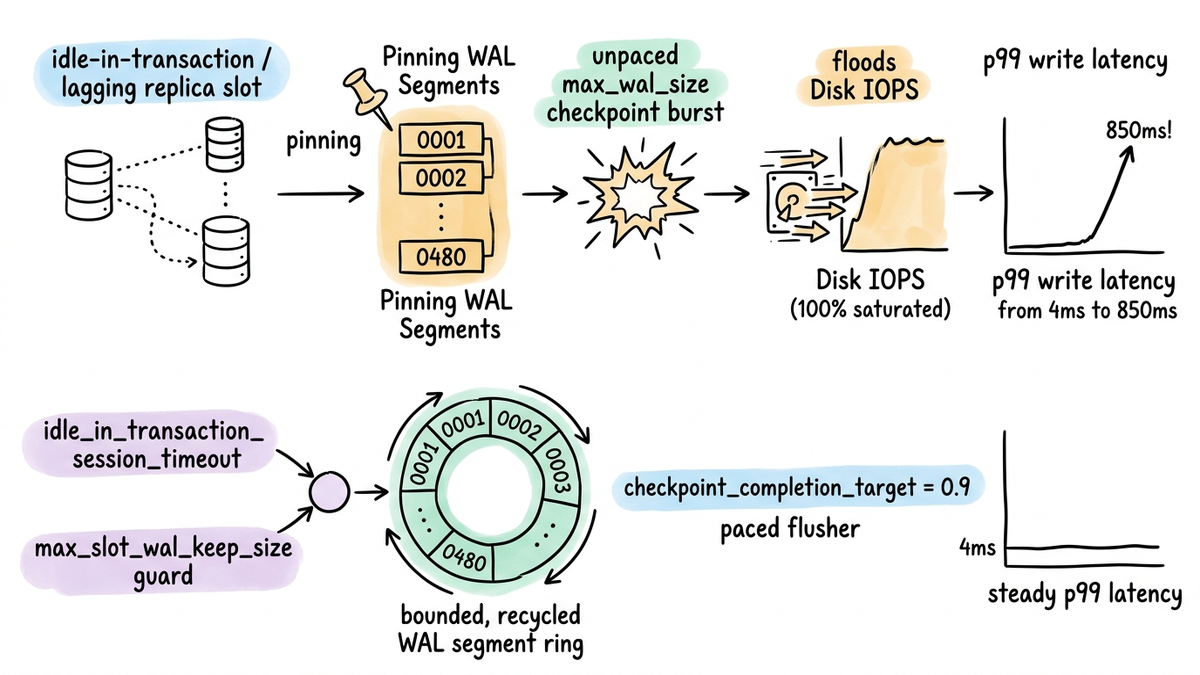 idle-in-transaction /
lagging replica slot
pinning
Pinning WAL
Segments
0001
0002
0480
Pinning WAL
Segments
unpaced
max_wal_size
checkpoint burst
floods
Disk IOPS
Disk IOPS
(100% saturated)
p99 write latency
850ms!
p99 write latency
from 4ms to 850ms
idle_in_transaction_
session_timeout
max_slot_wal_keep_size
guard
0001
0001
0002
0003
0480
bounded, recycled
WAL segment ring
checkpoint_completion_target = 0.9
paced flusher
4ms
steady p99 latency